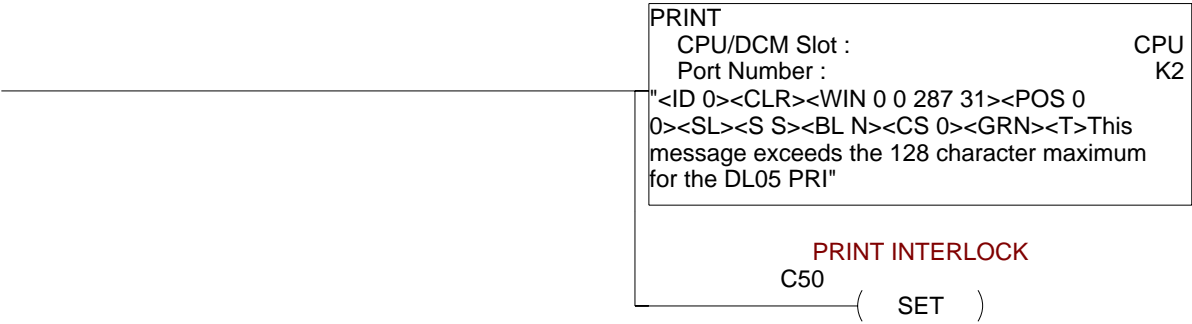 PRINT
CPU/DCM Slot : CPU
Port Number : K2
"<ID 0><CLR><WIN 0 0 287 31><POS 0
0><SL><S S><BL N><CS 0><GRN><T>This
message exceeds the 128 character maximum
for the DL05 PRI"
PRINT INTERLOCK
C50
SET